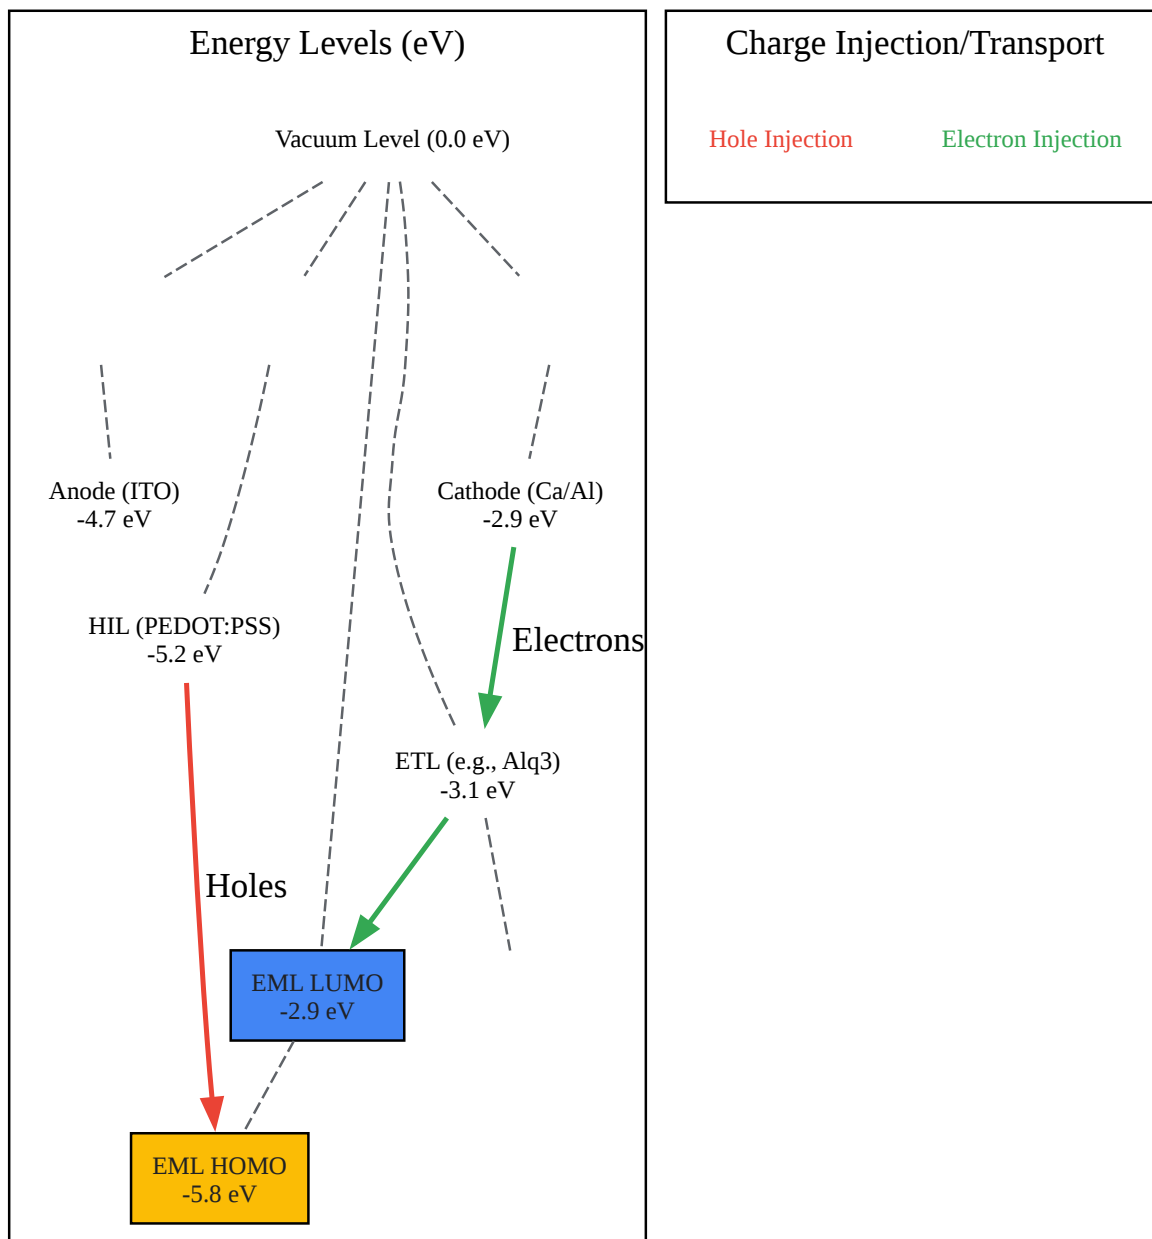 Energy Levels (eV)
Charge Injection/Transport
Vacuum Level (0.0 eV)
Hole Injection
Electron Injection
Anode (ITO)
-4.7 eV
Cathode (Ca/Al)
-2.9 eV
HIL (PEDOT:PSS)
-5.2 eV
Electrons
ETL (e.g., Alq3)
-3.1 eV
Holes
EML LUMO
-2.9 eV
EML HOMO
-5.8 eV